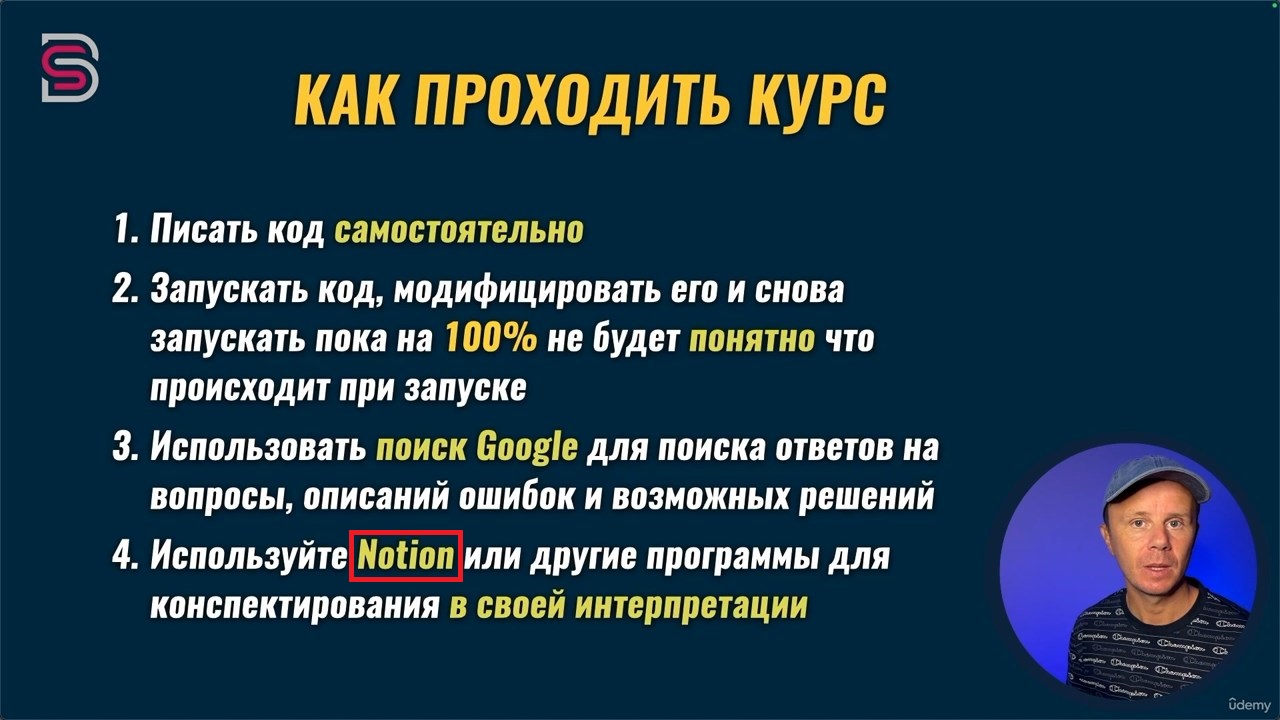 КАК ПРОХОДИТЬ КУРС
1. Писать код самостоятельно
2. Запускать код, модифицировать его и снова
запускать пока на 100% не будет понятно что
происходит при запуске
3. Использовать поиск Google для поиска ответов на
вопросы, описаний ошибок и возможных решений
4. Используйте Notion или другие программы для
конспектирования в своей интерпретации
Champion
ûdemy